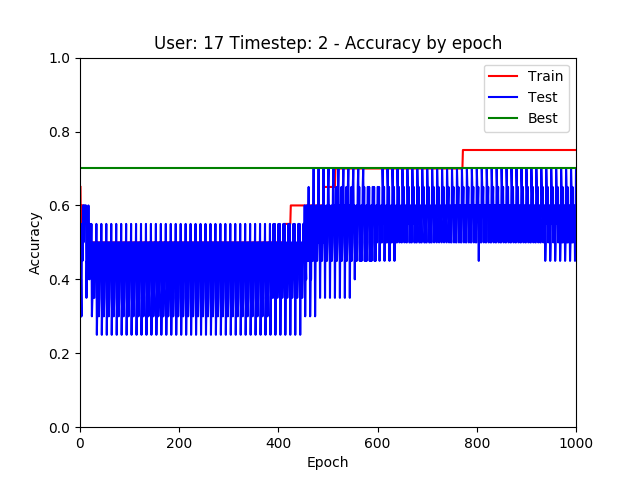 User: 17 Timestep: 2 - Accuracy by epoch
Train
Test
Best
1.0
0.8
0.6
0.4
0.2
0.0
Accuracy
0 200 400 600 800 1000
Epoch